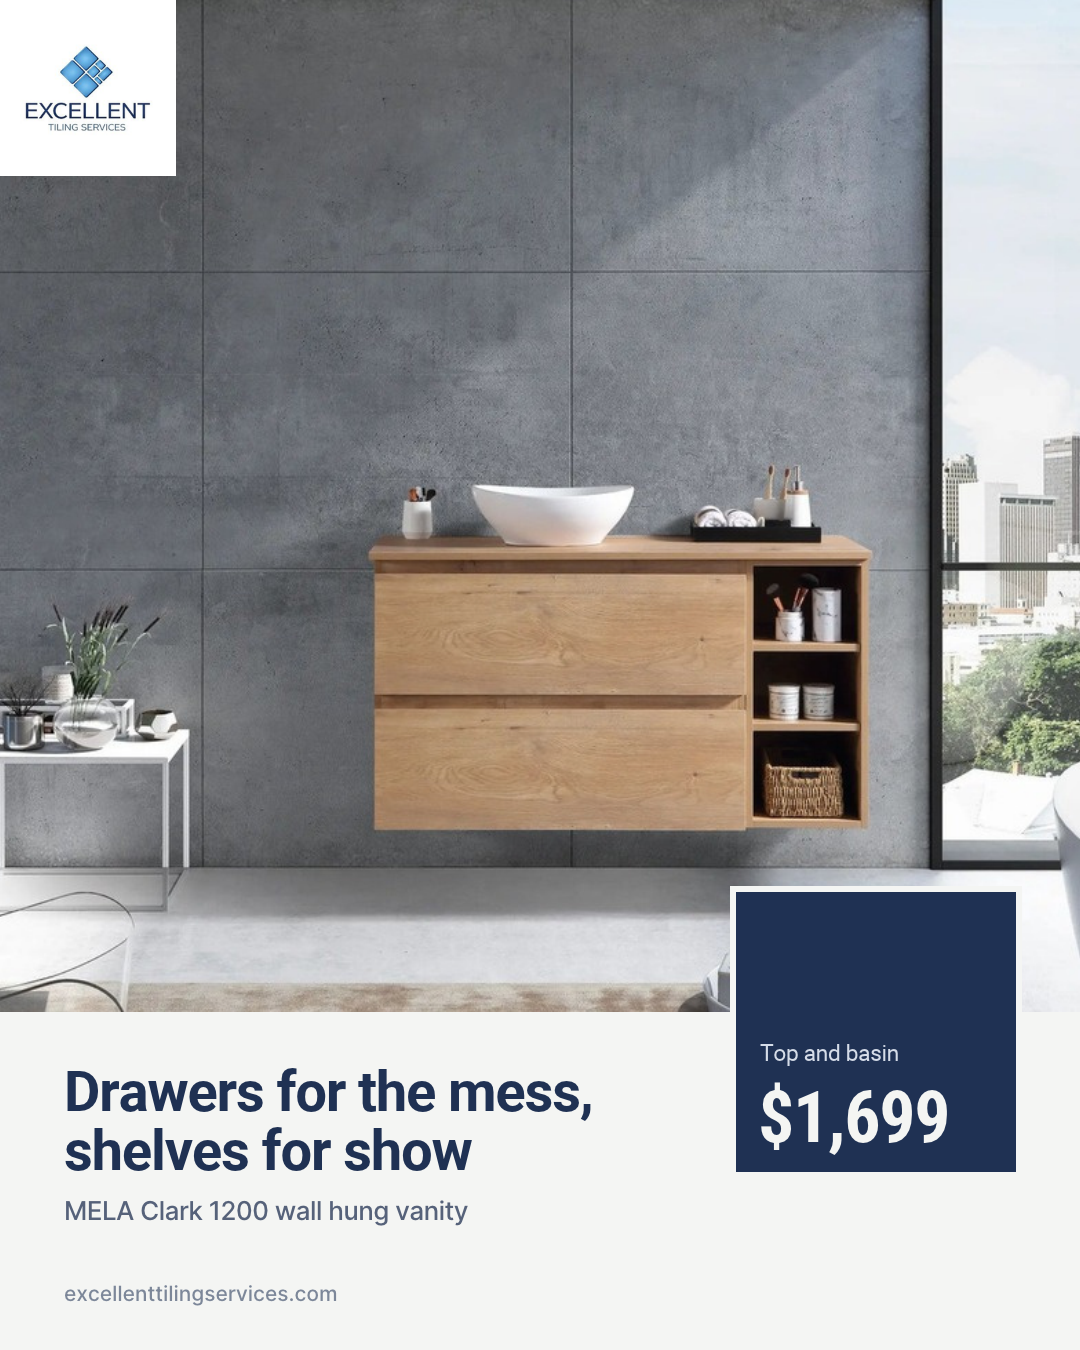 EXCELLENT
TILING SERVICES
Top and basin
$1,699
Drawers for the mess,
shelves for show
MELA Clark 1200 wall hung vanity
excellenttilingservices.com